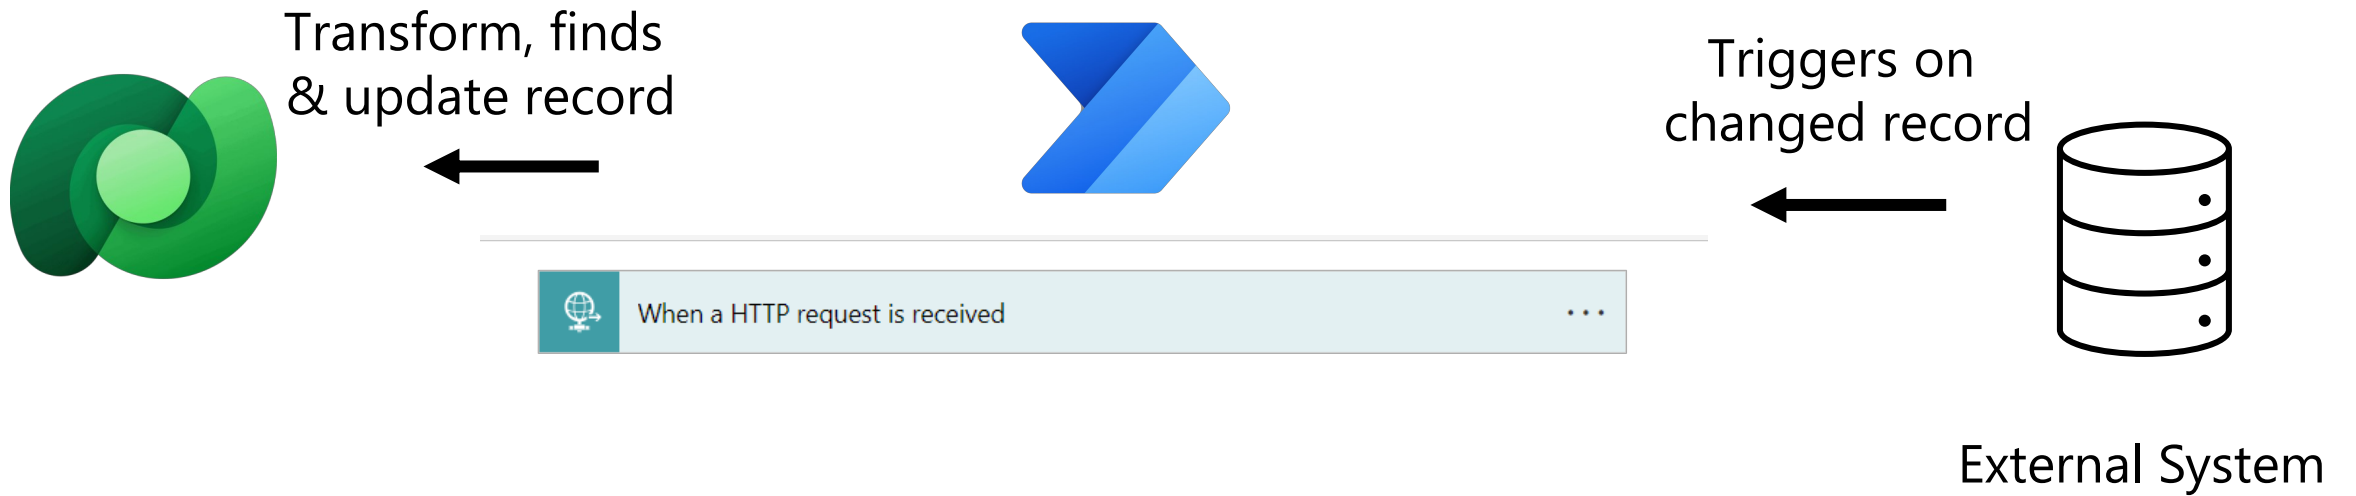 Transform, finds
& update record
Triggers on
changed record
When a HTTP request is received
External System